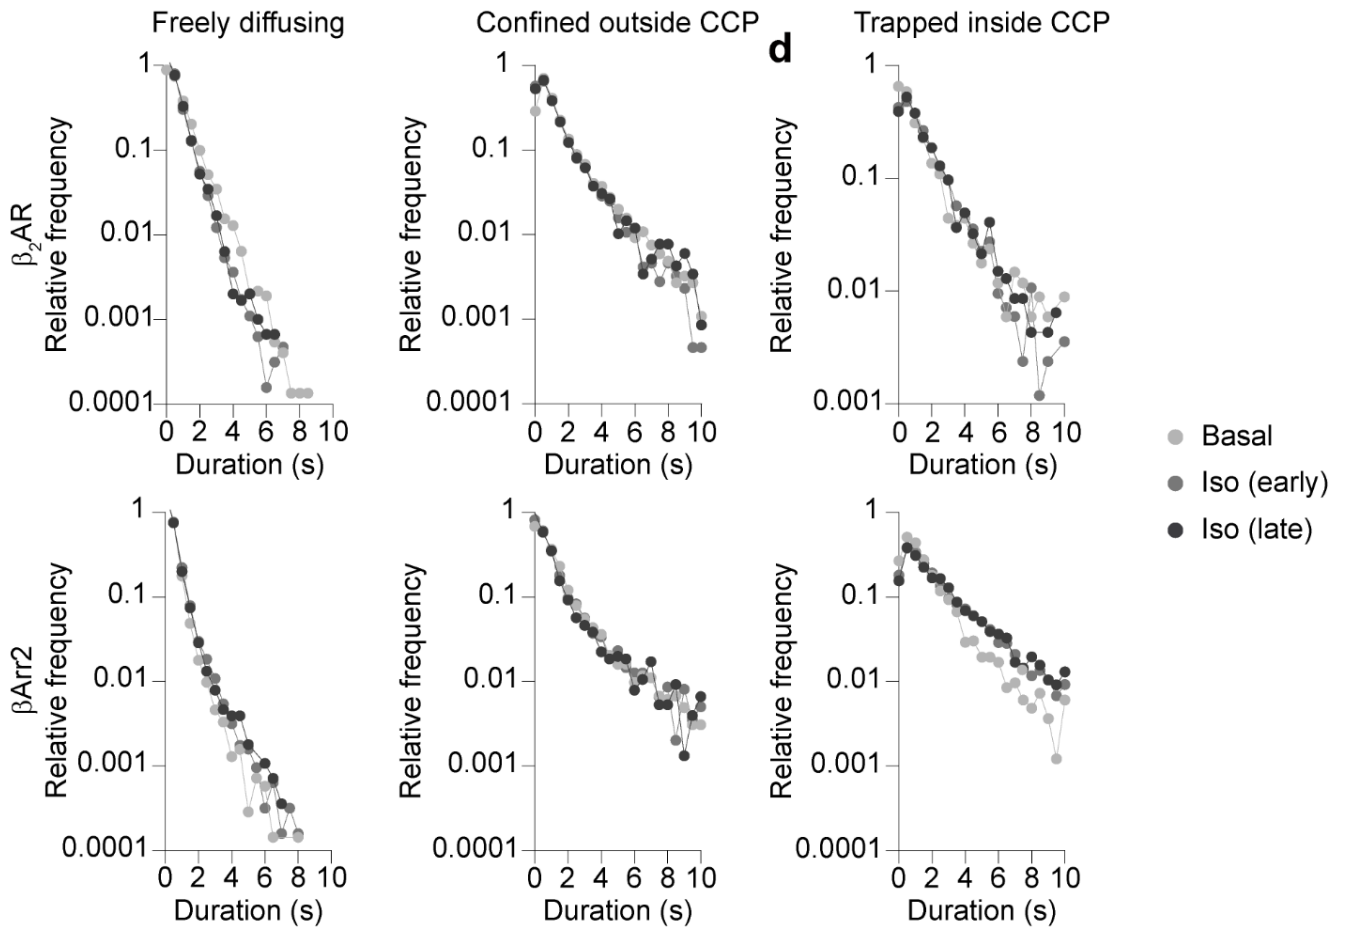 Freely diffusing
Confined outside CCP
d
Trapped inside CCP
β2AR
Relative frequency
1
0.1
0.01
0.001
0.0001
0 2 4 6 8 10
Duration (s)
Relative frequency
1
0.1
0.01
0.001
0.0001
0 2 4 6 8 10
Duration (s)
Relative frequency
1
0.1
0.01
0.001
0 2 4 6 8 10
Duration (s)
Basal
Iso (early)
Iso (late)
βArr2
Relative frequency
1
0.1
0.01
0.001
0.0001
0 2 4 6 8 10
Duration (s)
Relative frequency
1
0.1
0.01
0.001
0.0001
0 2 4 6 8 10
Duration (s)
Relative frequency
1
0.1
0.01
0.001
0.0001
0 2 4 6 8 10
Duration (s)